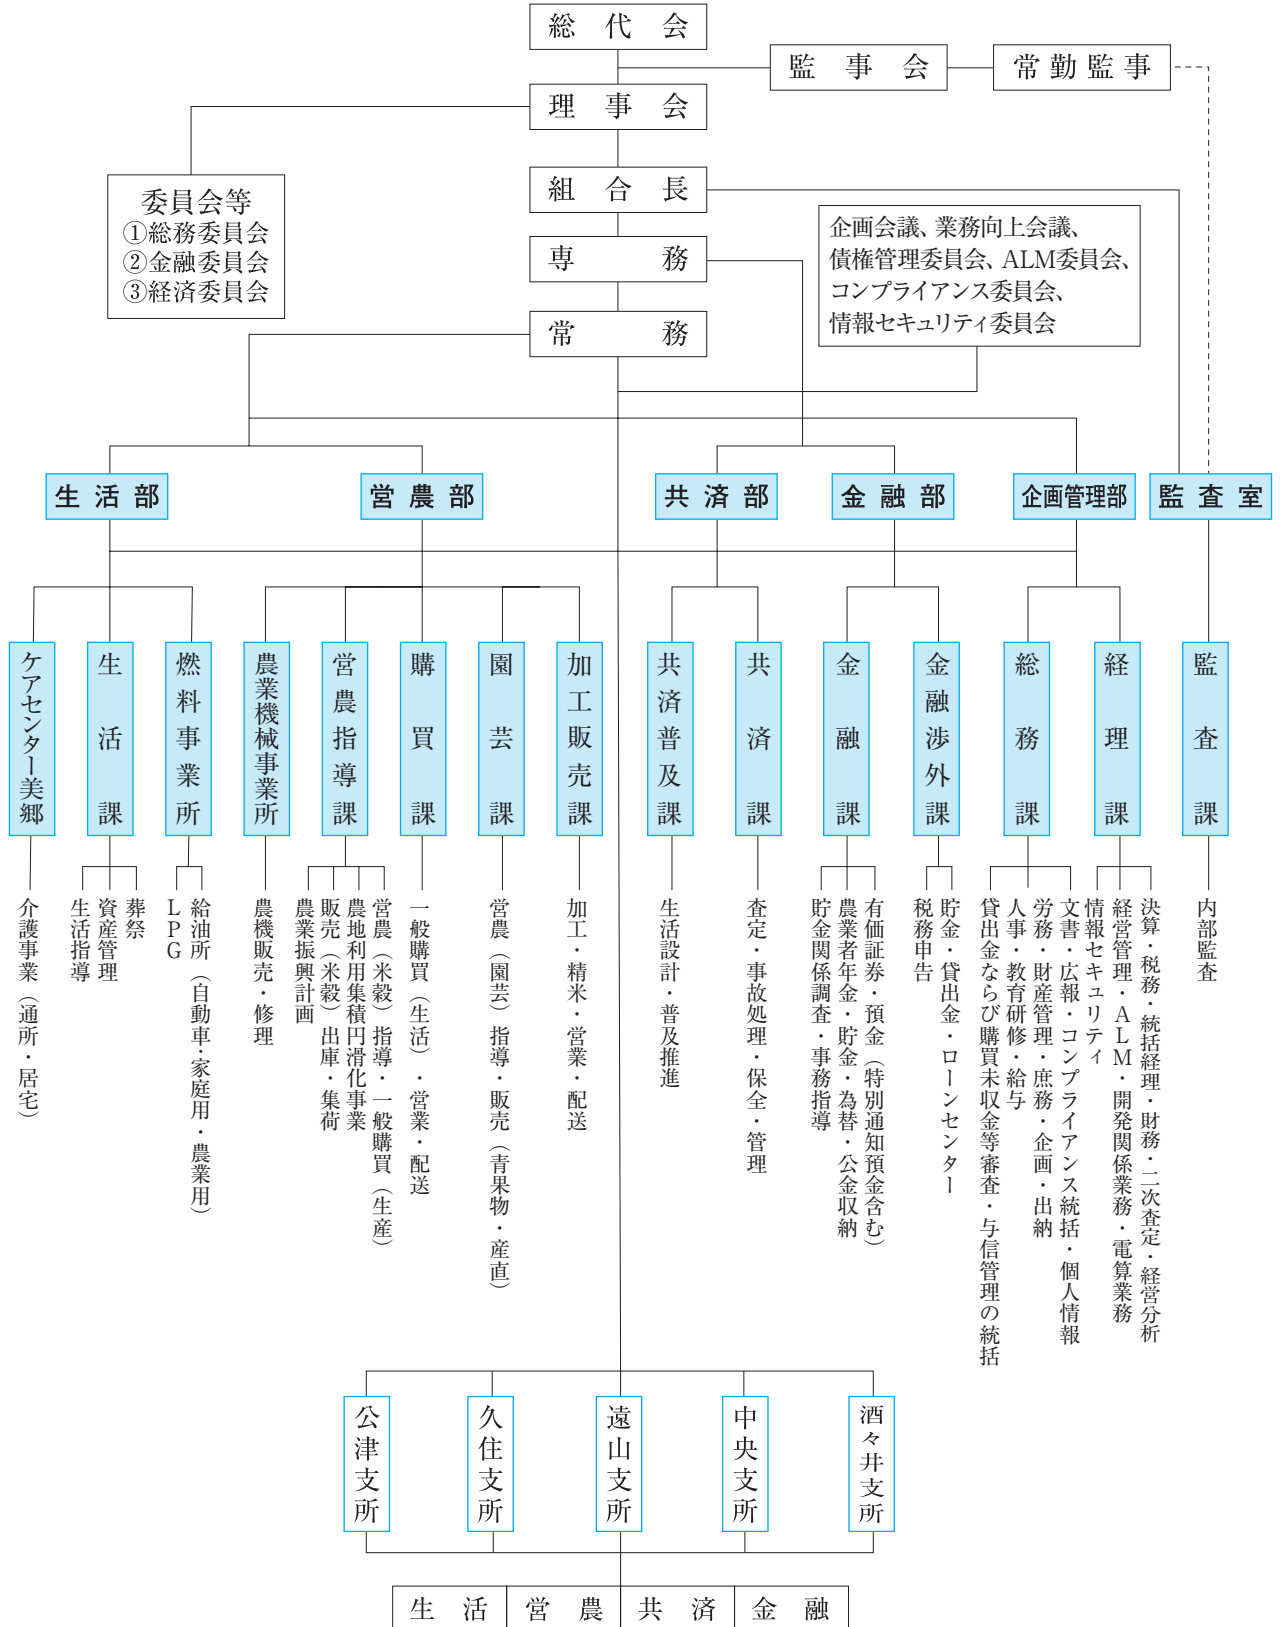 総代会
監事会
常勤監事
理事会
組合長
専務
常務
委員会等
①総務委員会
②金融委員会
③経済委員会
企画会議、業務向上会議、
債権管理委員会、ALM委員会、
コンプライアンス委員会、
情報セキュリティ委員会
生活部
営農部
共済部
金融部
企画管理部
監査室
ケアセンター美郷
生活課
燃料事業所
農業機械事業所
営農指導課
購買課
園芸課
加工販売課
共済普及課
共済課
金融課
金融渉外課
総務課
経理課
監査課
介護事業（通所・居宅）
生活指導
資産管理
葬祭
LPG
給油所（自動車・家庭用・農業用）
農機販売・修理
農業振興計画
販売（米穀）出庫・集荷
農地利用集積円滑化事業
営農（米穀）指導・一般購買（生産）
一般購買（生活）・営業・配送
営農（園芸）指導・販売（青果物・産直）
加工・精米・営業・配送
生活設計・普及推進
査定・事故処理・保全・管理
貯金関係調査・事務指導
農業者年金・貯金・為替・公金収納
有価証券・預金（特別通知預金含む）
税務申告
貯金・貸出金・ローンセンター
貸出金ならび購買未収金等審査・与信管理の統括
人事・教育研修・給与
労務・財産管理・庶務・企画・出納
文書・広報・コンプライアンス統括・個人情報
情報セキュリティ
経営管理・ALM・開発関係業務・電算業務
決算・税務・統括経理・財務・二次査定・経営分析
内部監査
公津支所
久住支所
遠山支所
中央支所
酒々井支所
生活
営農
共済
金融